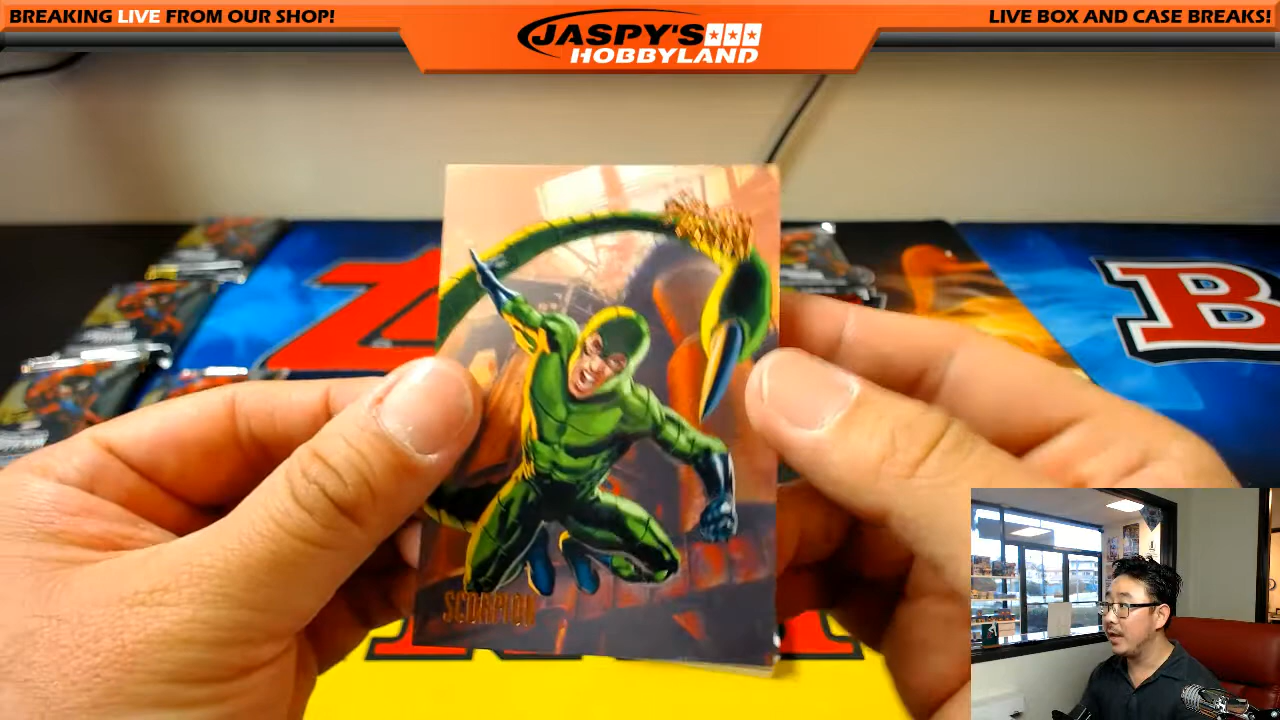 BREAKING LIVE FROM OUR SHOP!
JASPY'S
HOBBYLAND
LIVE BOX AND CASE BREAKS!
SCORPION
B